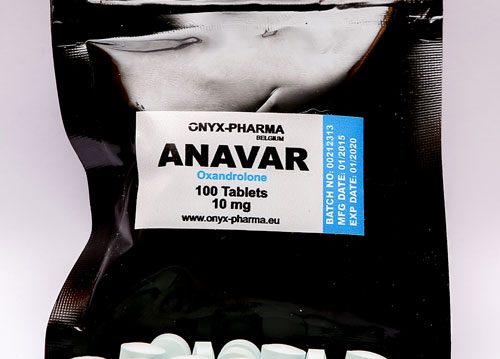 ONYX-PHARMA
BELGIUM
ANAVAR
Oxandrolone
100 Tablets
10 mg
www.onyx-pharma.eu
BATCH NO: 00212313
MFG DATE: 01/2015
EXP DATE: 01/2020